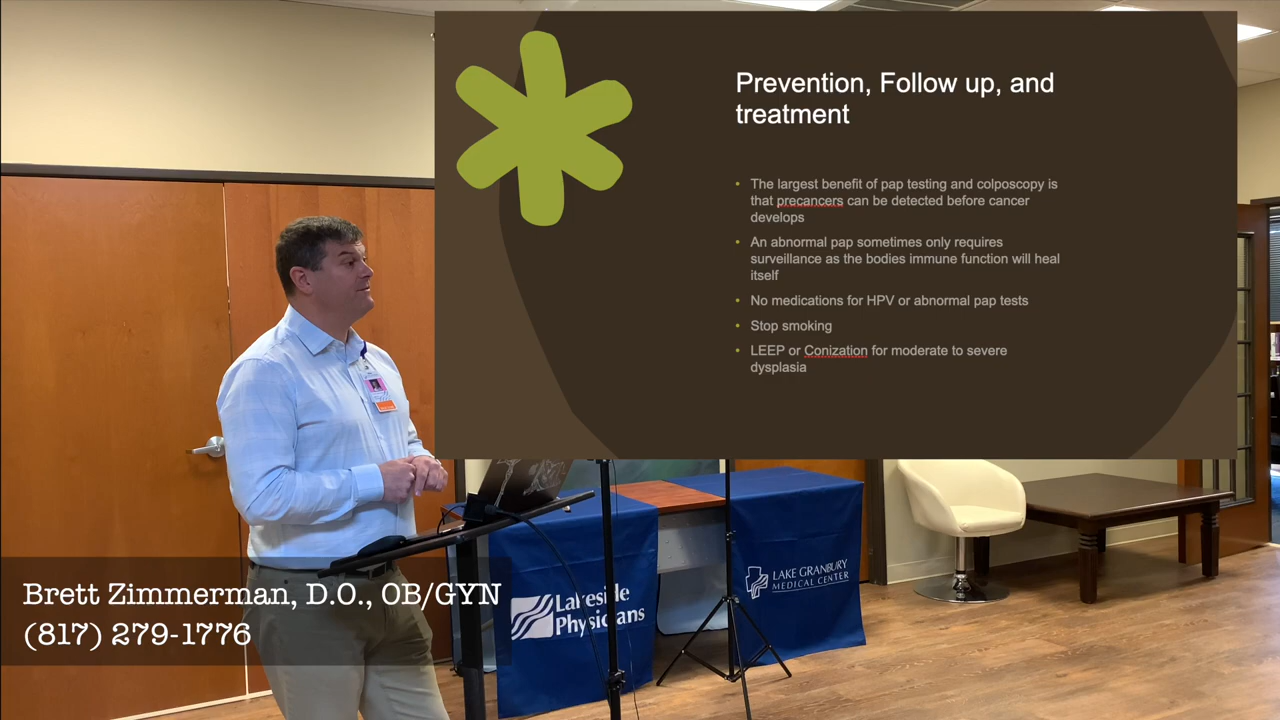 Prevention, Follow up, and
treatment
• The largest benefit of pap testing and colposcopy is
that precancers can be detected before cancer
develops
• An abnormal pap sometimes only requires
surveillance as the bodies immune function will heal
itself
• No medications for HPV or abnormal pap tests
• Stop smoking
• LEEP or Conization for moderate to severe
dysplasia
Brett Zimmerman, D.O., OB/GYN
(817) 279-1776
Lakeside
Physicians
LAKE GRANBURY
MEDICAL CENTER